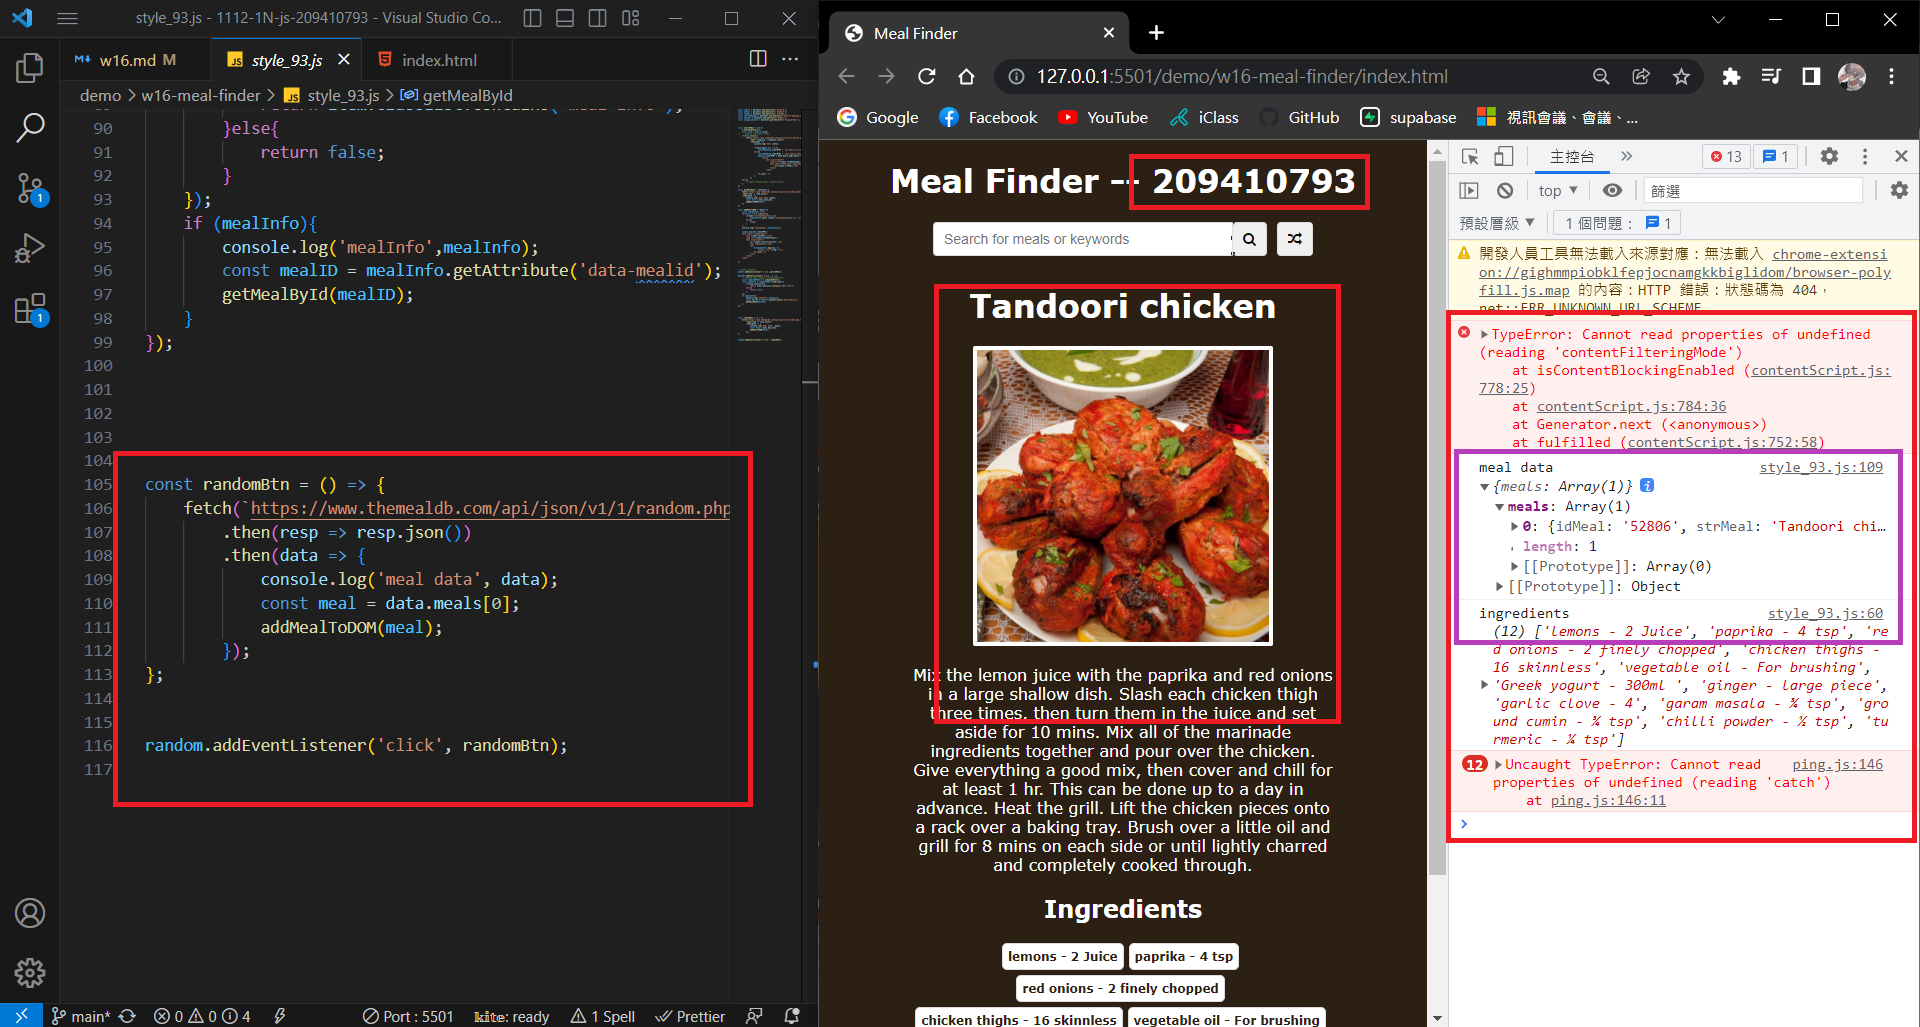 style_93.js - 1112-1N-js-209410793 - Visual Studio Co...
w16.md M
style_93.js
index.html
demo > w16-meal-finder > style_93.js > getMealById
90 }else{
91 return false;
92 }
93 });
94 if (mealInfo){
95 console.log('mealInfo',mealInfo);
96 const mealID = mealInfo.getAttribute('data-mealid');
97 getMealById(mealID);
98 }
99 });
100
101
102
103
104
105 const randomBtn = () => {
106 fetch(`https://www.themealdb.com/api/json/v1/1/random.php
107 .then(resp => resp.json())
108 .then(data => {
109 console.log('meal data', data);
110 const meal = data.meals[0];
111 addMealToDOM(meal);
112 });
113 };
114
115
116 random.addEventListener('click', randomBtn);
117
main* 0 0 4 Port : 5501 kite: ready 1 Spell Prettier
Meal Finder
127.0.0.1:5501/demo/w16-meal-finder/index.html
Google Facebook YouTube iClass GitHub supabase 視訊會議、會議、...
Meal Finder -- 209410793
Search for meals or keywords
Tandoori chicken
Mix the lemon juice with the paprika and red onions
in a large shallow dish. Slash each chicken thigh
three times, then turn them in the juice and set
aside for 10 mins. Mix all of the marinade
ingredients together and pour over the chicken.
Give everything a good mix, then cover and chill for
at least 1 hr. This can be done up to a day in
advance. Heat the grill. Lift the chicken pieces onto
a rack over a baking tray. Brush over a little oil and
grill for 8 mins on each side or until lightly charred
and completely cooked through.
Ingredients
lemons - 2 Juice
paprika - 4 tsp
red onions - 2 finely chopped
chicken thighs - 16 skinnless
vegetable oil - For brushing
主控台 13 1
top 篩選
預設層級 1 個問題： 1
開發人員工具無法載入來源對應：無法載入 chrome-extensi
on://gighmmpiobklfepjocnamgkkbiglidom/browser-poly
fill.js.map 的內容：HTTP 錯誤：狀態碼為 404，
net::ERR_UNKNOWN_URL_SCHEME
TypeError: Cannot read properties of undefined
(reading 'contentFilteringMode')
at isContentBlockingEnabled (contentScript.js:
778:25)
at contentScript.js:784:36
at Generator.next (<anonymous>)
at fulfilled (contentScript.js:752:58)
meal data style_93.js:109
{meals: Array(1)}
meals: Array(1)
0: {idMeal: '52806', strMeal: 'Tandoori chi…
length: 1
[[Prototype]]: Array(0)
[[Prototype]]: Object
ingredients style_93.js:60
(12) ['lemons - 2 Juice', 'paprika - 4 tsp', 're
d onions - 2 finely chopped', 'chicken thighs -
16 skinnless', 'vegetable oil - For brushing',
'Greek yogurt - 300ml ', 'ginger - large piece',
'garlic clove - 4', 'garam masala - ¾ tsp', 'gro
und cumin - ¾ tsp', 'chilli powder - ½ tsp', 'tu
rmeric - ¼ tsp']
12 Uncaught TypeError: Cannot read ping.js:146
properties of undefined (reading 'catch')
at ping.js:146:11